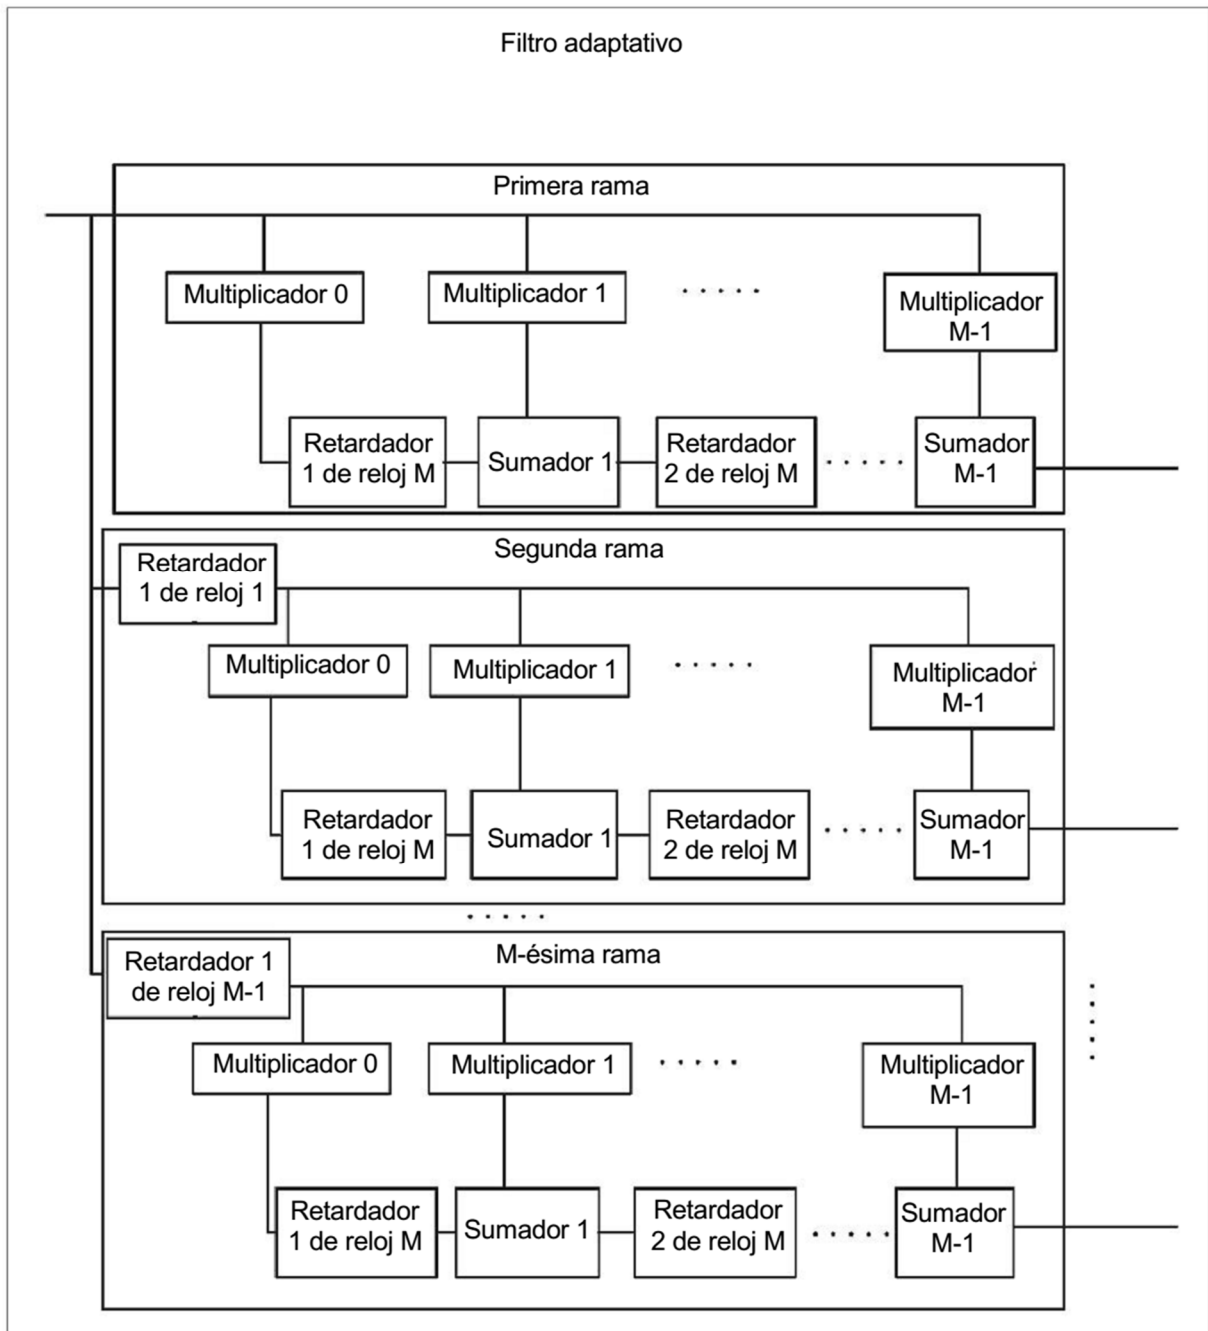 Filtro adaptativo
Primera rama
Multiplicador 0
Multiplicador 1
Multiplicador
M-1
Retardador
1 de reloj M
Sumador 1
Retardador
2 de reloj M
Sumador
M-1
Segunda rama
Retardador
1 de reloj 1
Multiplicador 0
Multiplicador 1
Multiplicador
M-1
Retardador
1 de reloj M
Sumador 1
Retardador
2 de reloj M
Sumador
M-1
M-ésima rama
Retardador 1
de reloj M-1
Multiplicador 0
Multiplicador 1
Multiplicador
M-1
Retardador
1 de reloj M
Sumador 1
Retardador
2 de reloj M
Sumador
M-1